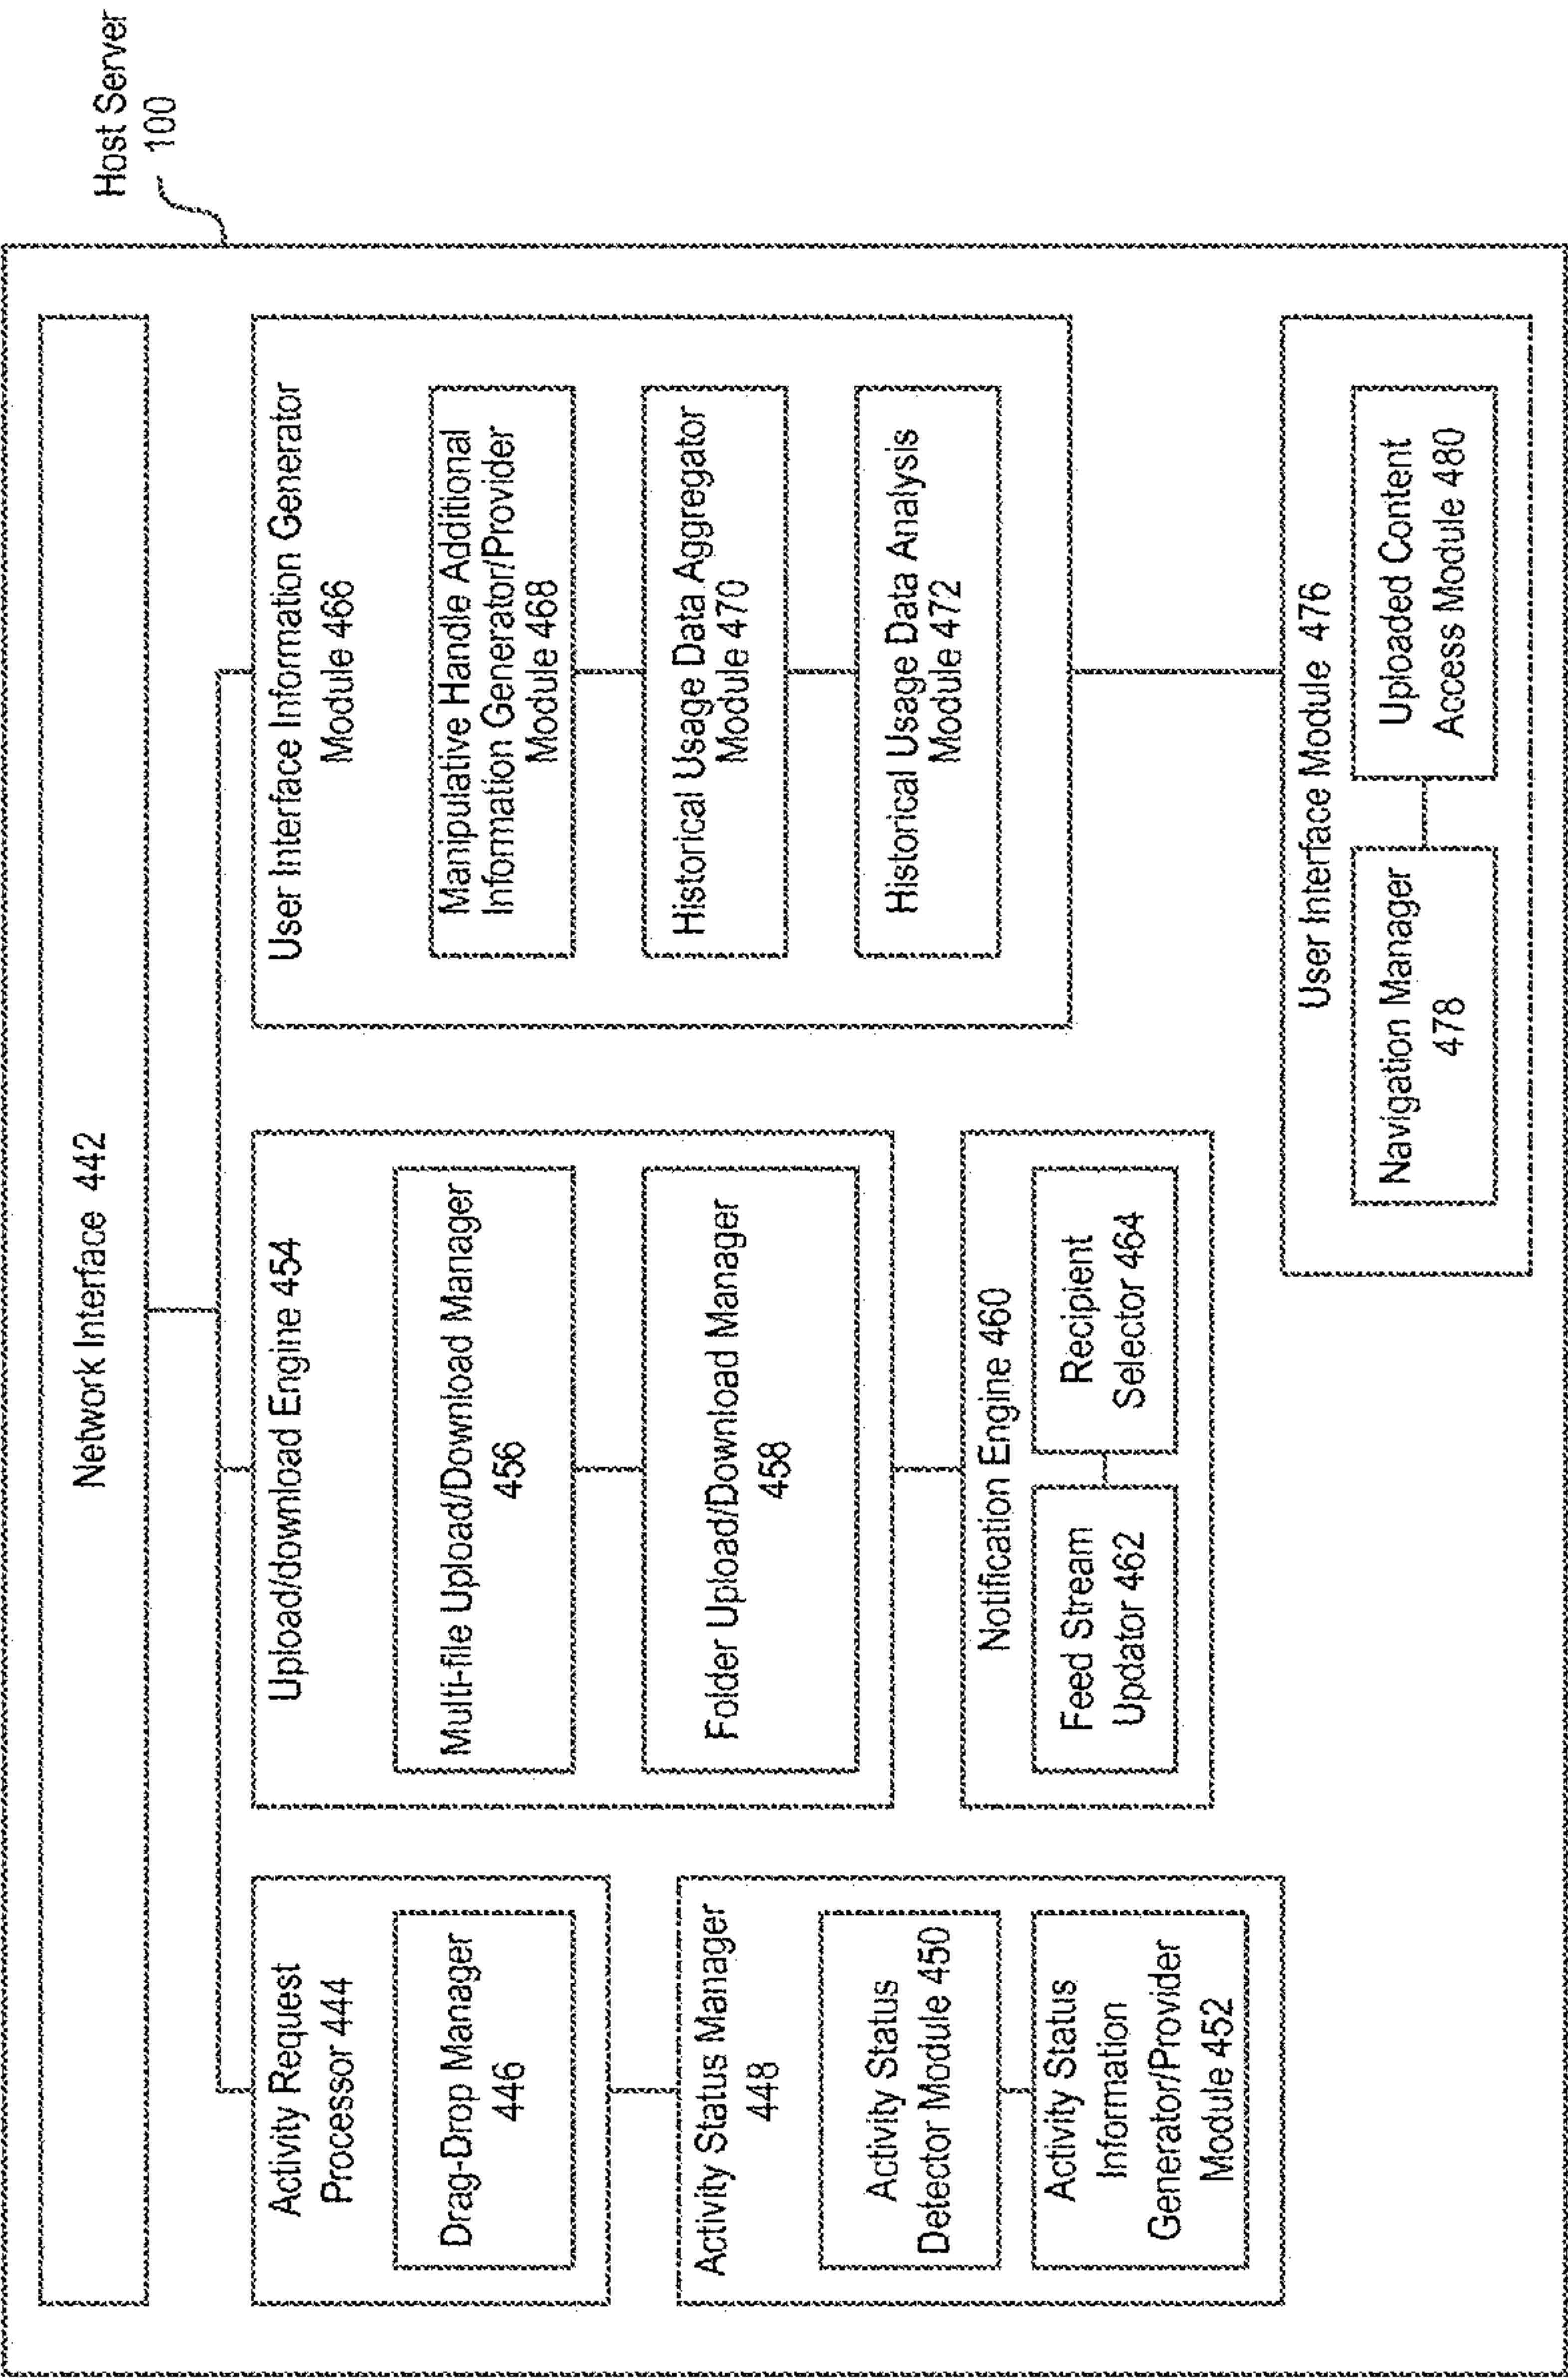 Host Server
100
Network Interface 442
Activity Request
Processor 444
Drag-Drop Manager
446
Activity Status Manager
448
Activity Status
Detector Module 450
Activity Status
Information
Generator/Provider
Module 452
Upload/download Engine 454
Multi-file Upload/Download Manager
456
Folder Upload/Download Manager
458
Notification Engine 460
Feed Stream
Updator 462
Recipient
Selector 464
User Interface Information Generator
Module 466
Manipulative Handle Additional
Information Generator/Provider
Module 468
Historical Usage Data Aggregator
Module 470
Historical Usage Data Analysis
Module 472
User Interface Module 476
Navigation Manager
478
Uploaded Content
Access Module 480